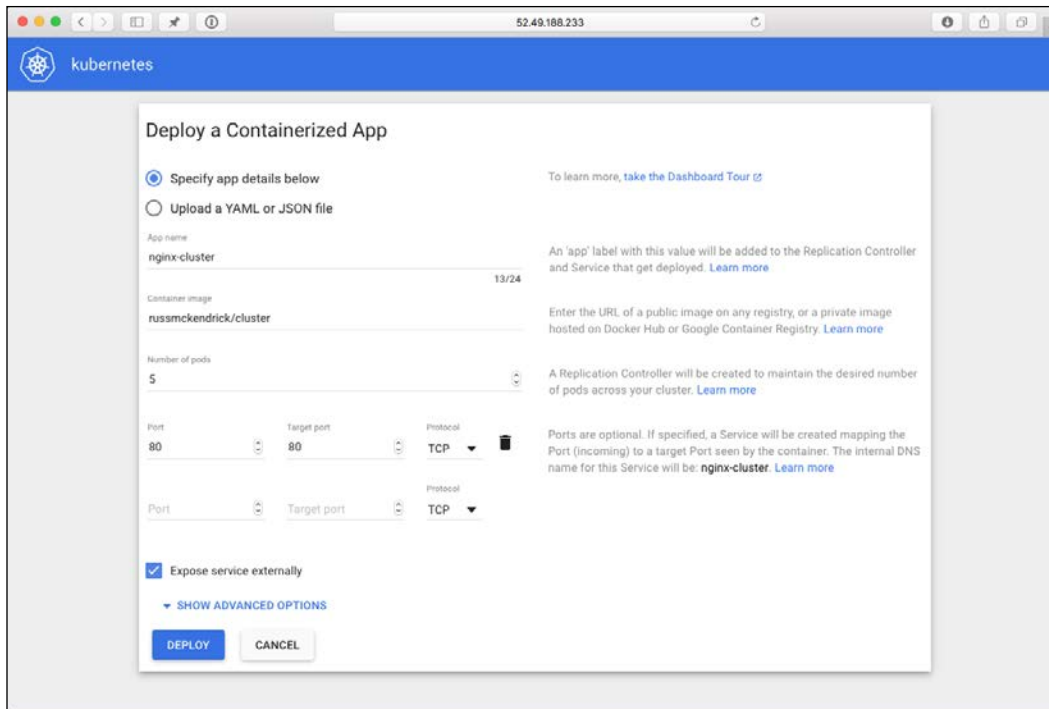 52.49.188.233
kubernetes
Deploy a Containerized App
Specify app details below
To learn more, take the Dashboard Tour
Upload a YAML or JSON file
App name
nginx-cluster
13/24
An 'app' label with this value will be added to the Replication Controller
and Service that get deployed. Learn more
Container image
russmckendrick/cluster
Enter the URL of a public image on any registry, or a private image
hosted on Docker Hub or Google Container Registry. Learn more
Number of pods
5
A Replication Controller will be created to maintain the desired number
of pods across your cluster. Learn more
Port Target port Protocol
80 80 TCP
Ports are optional. If specified, a Service will be created mapping the
Port (incoming) to a target Port seen by the container. The internal DNS
name for this Service will be: nginx-cluster. Learn more
Protocol
Port Target port TCP
Expose service externally
SHOW ADVANCED OPTIONS
DEPLOY CANCEL